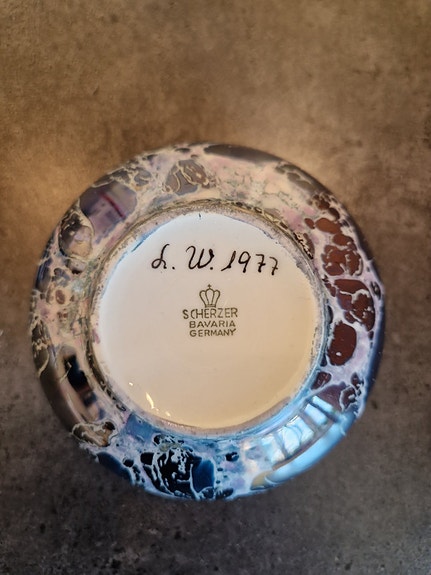 L. W. 1977
SCHERZER
BAVARIA
GERMANY